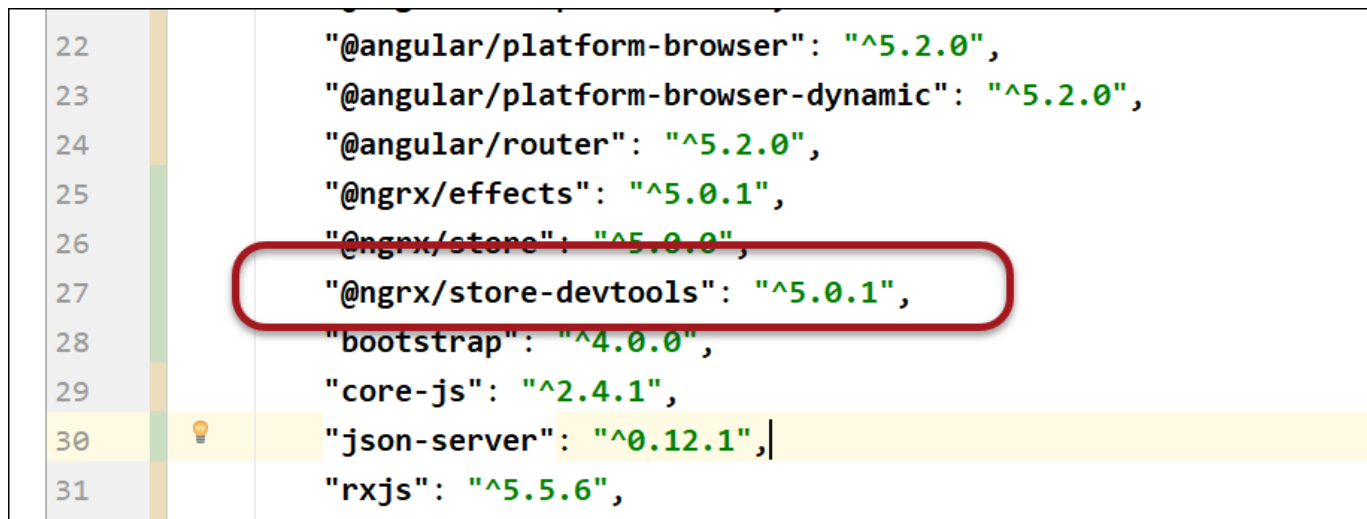 22 "@angular/platform-browser": "^5.2.0",
23 "@angular/platform-browser-dynamic": "^5.2.0",
24 "@angular/router": "^5.2.0",
25 "@ngrx/effects": "^5.0.1",
26 "@ngrx/store": "^5.0.0",
27 "@ngrx/store-devtools": "^5.0.1",
28 "bootstrap": "^4.0.0",
29 "core-js": "^2.4.1",
30 "json-server": "^0.12.1",
31 "rxjs": "^5.5.6",